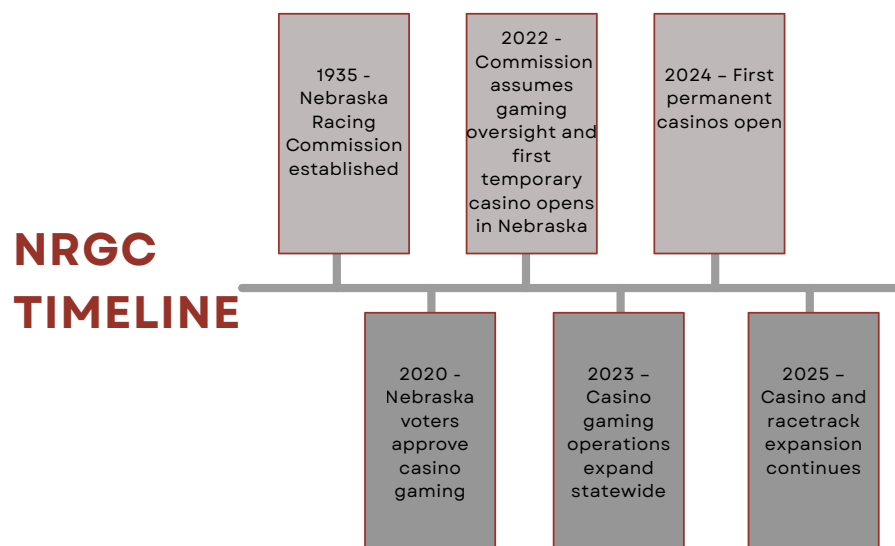 NRGC
TIMELINE
1935 -
Nebraska
Racing
Commission
established
2020 -
Nebraska
voters
approve
casino
gaming
2022 -
Commission
assumes
gaming
oversight and
first
temporary
casino opens
in Nebraska
2023 –
Casino
gaming
operations
expand
statewide
2024 – First
permanent
casinos open
2025 –
Casino and
racetrack
expansion
continues